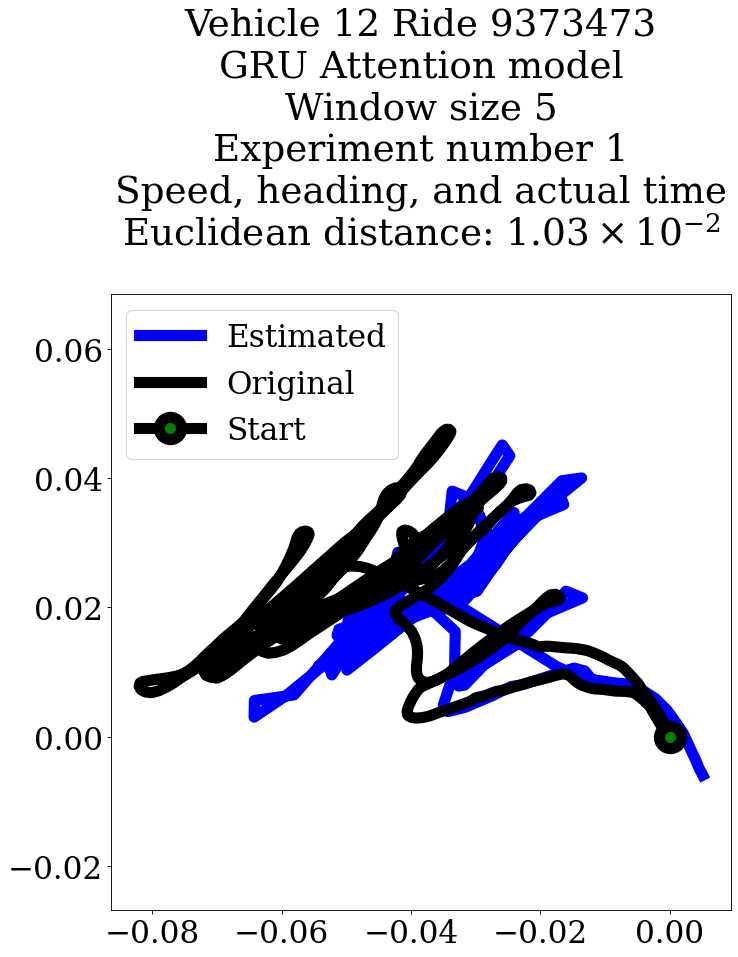 Vehicle 12 Ride 9373473
GRU Attention model
Window size 5
Experiment number 1
Speed, heading, and actual time
Euclidean distance: 1.03 × 10⁻²
Estimated
Original
Start
0.06
0.04
0.02
0.00
−0.02
−0.08 −0.06 −0.04 −0.02 0.00